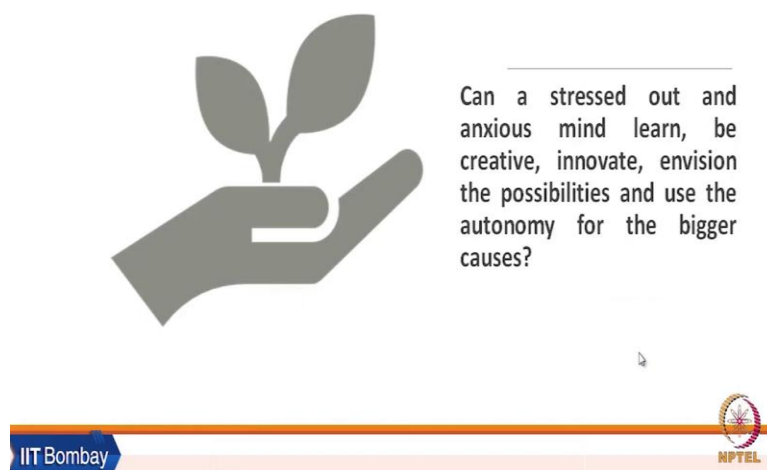 Can a stressed out and
anxious mind learn, be
creative, innovate, envision
the possibilities and use the
autonomy for the bigger
causes?
IIT Bombay
NPTEL